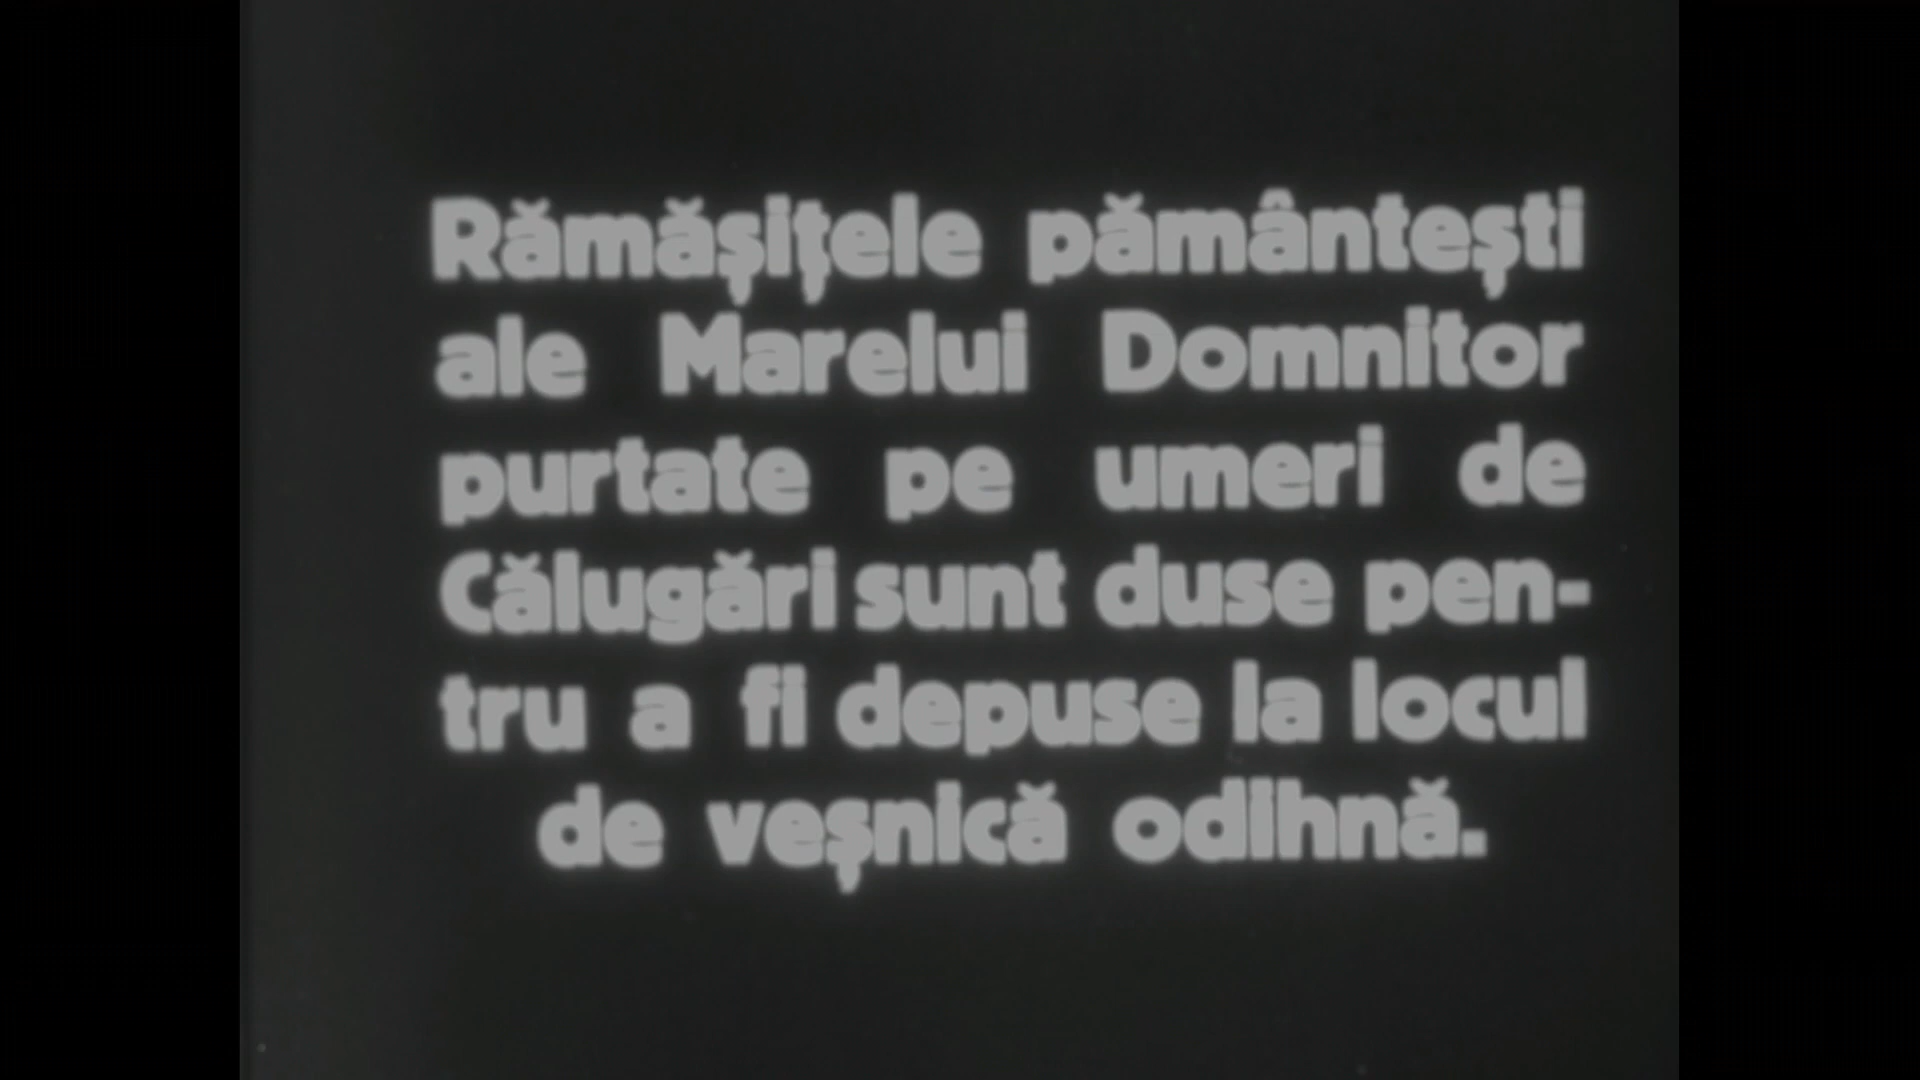 Rămășițele pământești
ale Marelui Domnitor
purtate pe umeri de
Călugări sunt duse pen-
tru a fi depuse la locul
de veșnică odihnă.